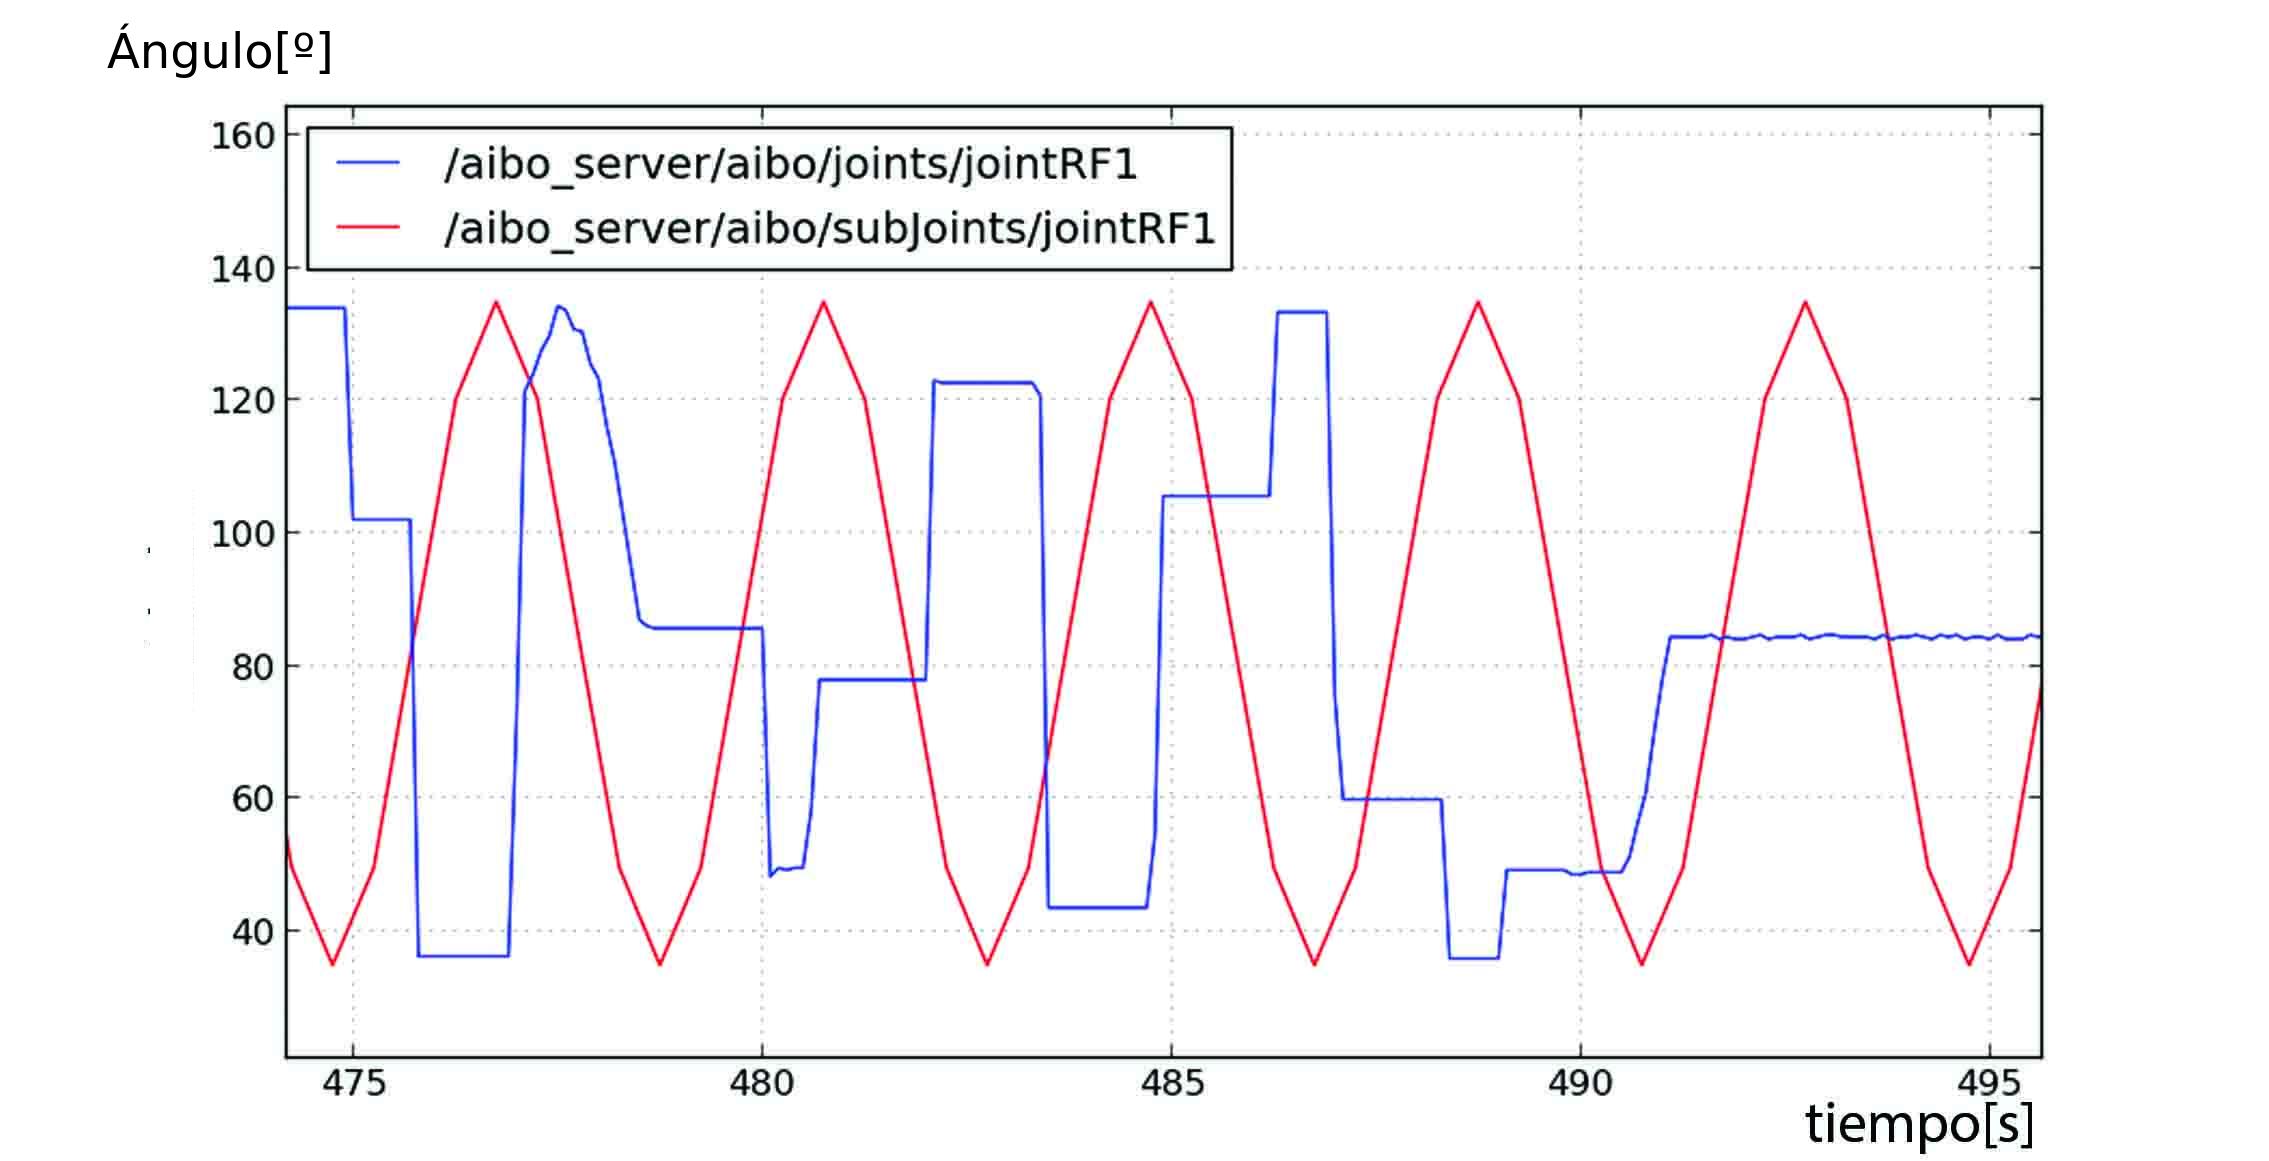 Ángulo[º]
160
/aibo_server/aibo/joints/jointRF1
/aibo_server/aibo/subJoints/jointRF1
140
120
100
80
60
40
475 480 485 490 495
tiempo[s]